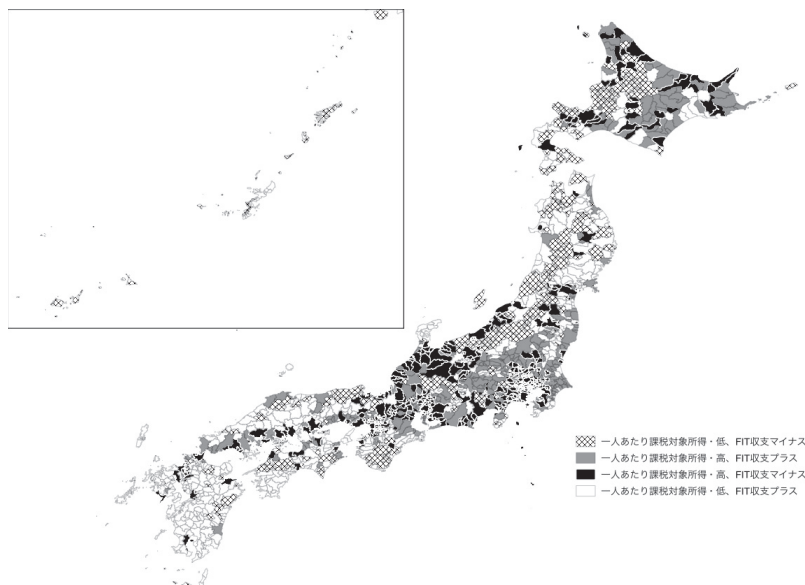 一人あたり課税対象所得・低、FIT収支マイナス
一人あたり課税対象所得・高、FIT収支プラス
一人あたり課税対象所得・高、FIT収支マイナス
一人あたり課税対象所得・低、FIT収支プラス